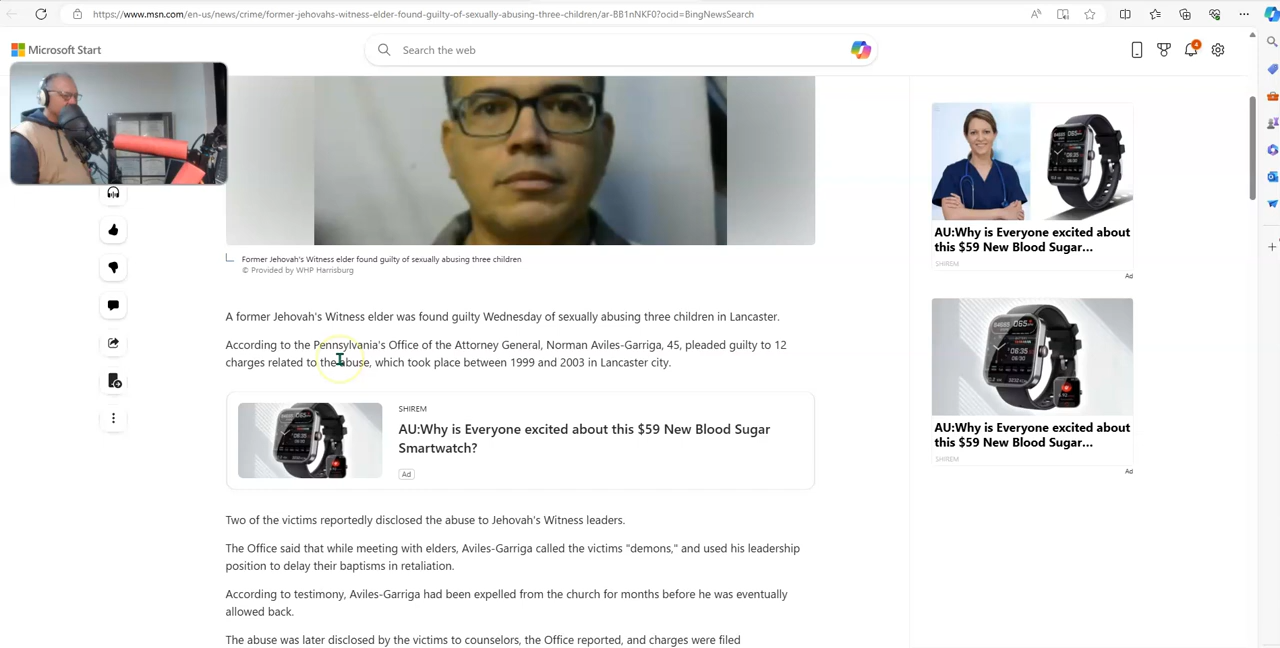 https://www.msn.com/en-us/news/crime/former-jehovahs-witness-elder-found-guilty-of-sexually-abusing-three-children/ar-BB1nNKF0?ocid=BingNewsSearch
Microsoft Start
Search the web
4
Former Jehovah's Witness elder found guilty of sexually abusing three children
© Provided by WHP Harrisburg
A former Jehovah's Witness elder was found guilty Wednesday of sexually abusing three children in Lancaster.
According to the Pennsylvania's Office of the Attorney General, Norman Aviles-Garriga, 45, pleaded guilty to 12
charges related to the abuse, which took place between 1999 and 2003 in Lancaster city.
SHIREM
AU:Why is Everyone excited about this $59 New Blood Sugar
Smartwatch?
Ad
Two of the victims reportedly disclosed the abuse to Jehovah's Witness leaders.
The Office said that while meeting with elders, Aviles-Garriga called the victims "demons," and used his leadership
position to delay their baptisms in retaliation.
According to testimony, Aviles-Garriga had been expelled from the church for months before he was eventually
allowed back.
The abuse was later disclosed by the victims to counselors, the Office reported, and charges were filed
AU:Why is Everyone excited about
this $59 New Blood Sugar...
SHIREM
Ad
AU:Why is Everyone excited about
this $59 New Blood Sugar...
SHIREM
Ad